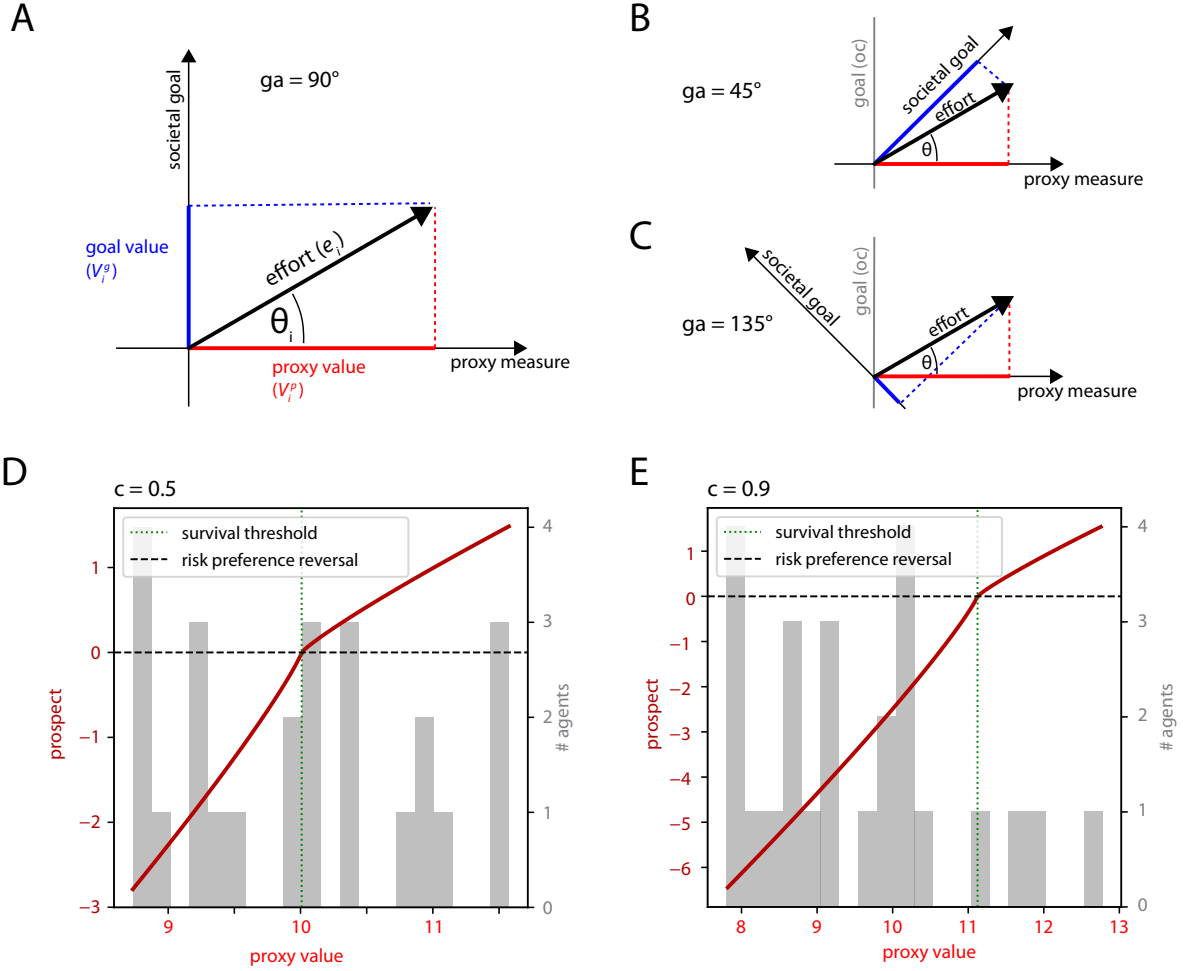 A
societal goal
ga = 90°
goal value
(V_i^g)
effort (e_i)
θ_i
proxy measure
proxy value
(V_i^p)
B
ga = 45°
goal (oc)
societal goal
effort
θ
proxy measure
C
ga = 135°
goal (oc)
societal goal
effort
θ
proxy measure
D
c = 0.5
survival threshold
risk preference reversal
1
0
−1
−2
−3
prospect
4
3
2
1
0
# agents
9
10
11
proxy value
E
c = 0.9
survival threshold
risk preference reversal
1
0
−1
−2
−3
−4
−5
−6
prospect
4
3
2
1
0
# agents
8
9
10
11
12
13
proxy value